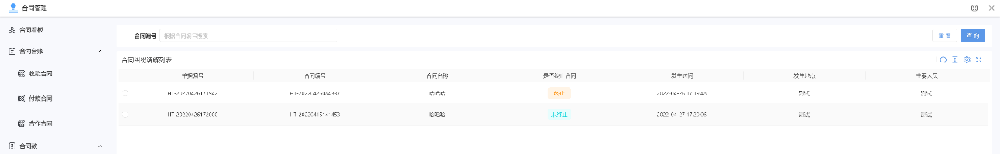 合同管理
合同看板
合同台账
收款合同
付款合同
合作合同
合同款
合同编号 根据合同编号搜索 重 置 查 询
合同纠纷调解列表
单据编号 合同编号 合同名称 是否终止合同 发生时间 发生地点 主要人员
HT-20220426171942 HT-20220426084337 哈哈哈 终止 2022-04-26 17:19:48 测试 测试
HT-20220426172000 HT-20220415141453 哈哈哈 未终止 2022-04-27 17:20:06 测试 测试